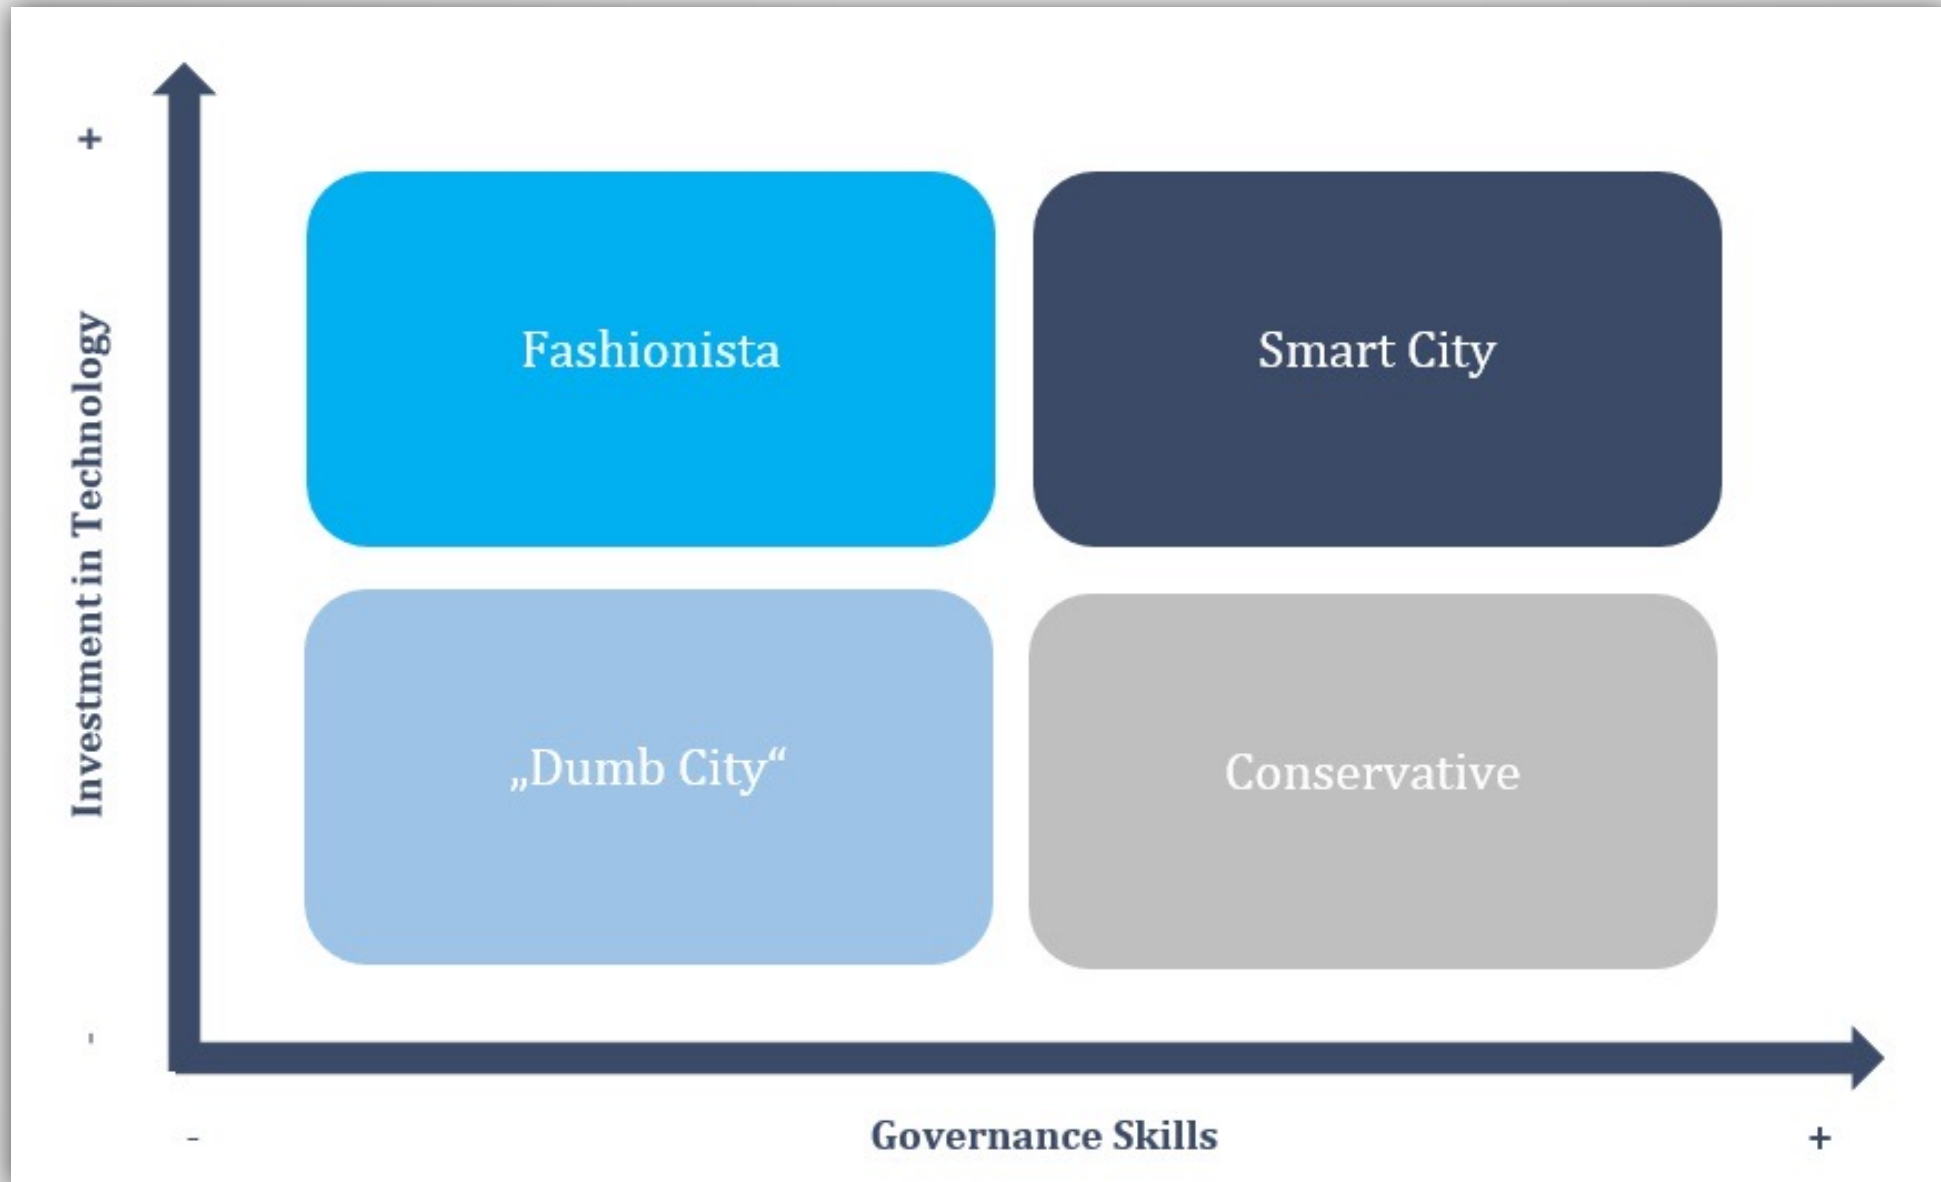 +
Investment in Technology
-
Fashionista
Smart City
„Dumb City“
Conservative
-
Governance Skills
+